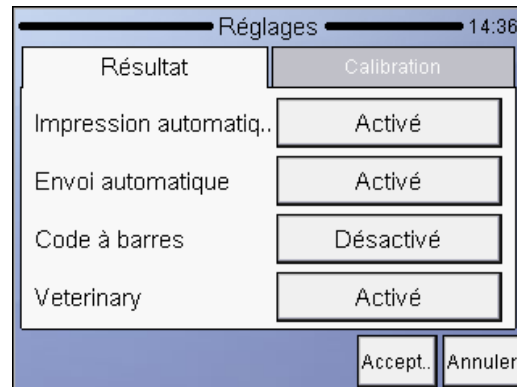 Réglages 14:36
Résultat Calibration
Impression automatiq.. Activé
Envoi automatique Activé
Code à barres Désactivé
Veterinary Activé
Accept.. Annuler